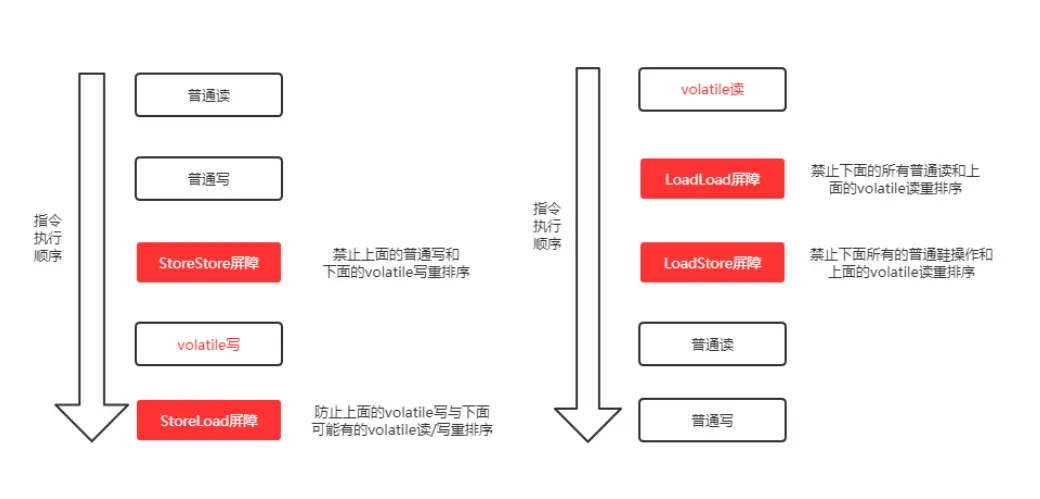 普通读
普通写
指令
执行
顺序
StoreStore屏障
禁止上面的普通写和
下面的volatile写重排序
volatile写
StoreLoad屏障
防止上面的volatile写与下面
可能有的volatile读/写重排序
volatile读
LoadLoad屏障
禁止下面的所有普通读和上
面的volatile读重排序
指令
执行
顺序
LoadStore屏障
禁止下面所有的普通鞋操作和
上面的volatile读重排序
普通读
普通写